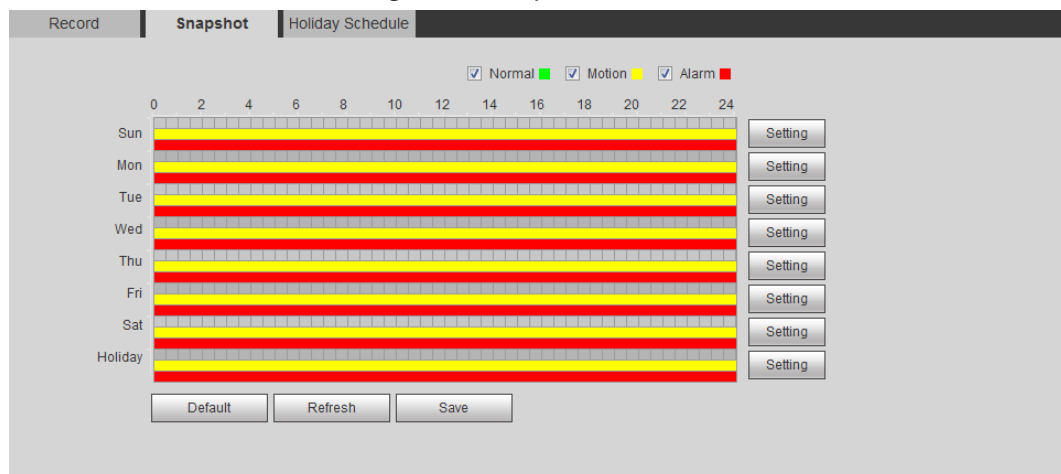 Record Snapshot Holiday Schedule
Normal Motion Alarm
0 2 4 6 8 10 12 14 16 18 20 22 24
Sun Setting
Mon Setting
Tue Setting
Wed Setting
Thu Setting
Fri Setting
Sat Setting
Holiday Setting
Default Refresh Save